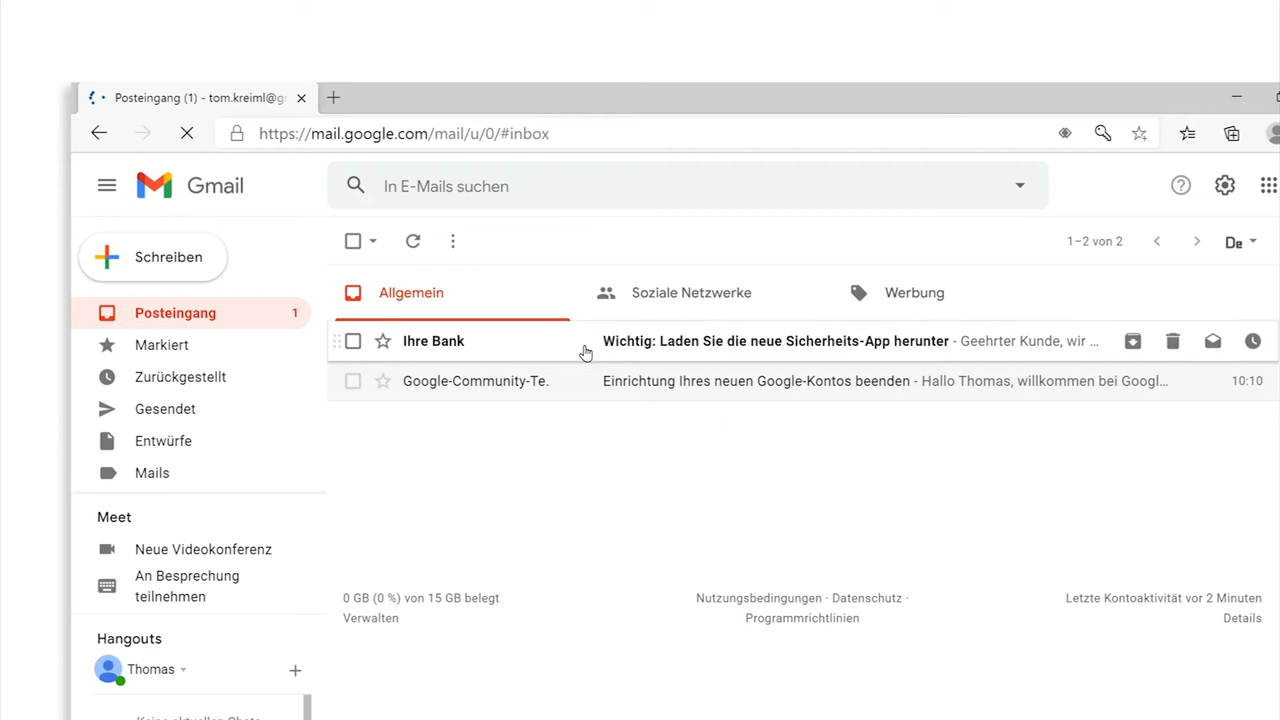 Posteingang (1) - tom.kreiml@g
https://mail.google.com/mail/u/0/#inbox
Gmail
In E-Mails suchen
Schreiben
1–2 von 2
De
Posteingang 1
Markiert
Zurückgestellt
Gesendet
Entwürfe
Mails
Allgemein
Soziale Netzwerke
Werbung
Ihre Bank Wichtig: Laden Sie die neue Sicherheits-App herunter - Geehrter Kunde, wir ...
Google-Community-Te. Einrichtung Ihres neuen Google-Kontos beenden - Hallo Thomas, willkommen bei Googl... 10:10
Meet
Neue Videokonferenz
An Besprechung
teilnehmen
Hangouts
Thomas
0 GB (0 %) von 15 GB belegt
Verwalten
Nutzungsbedingungen · Datenschutz ·
Programmrichtlinien
Letzte Kontoaktivität vor 2 Minuten
Details